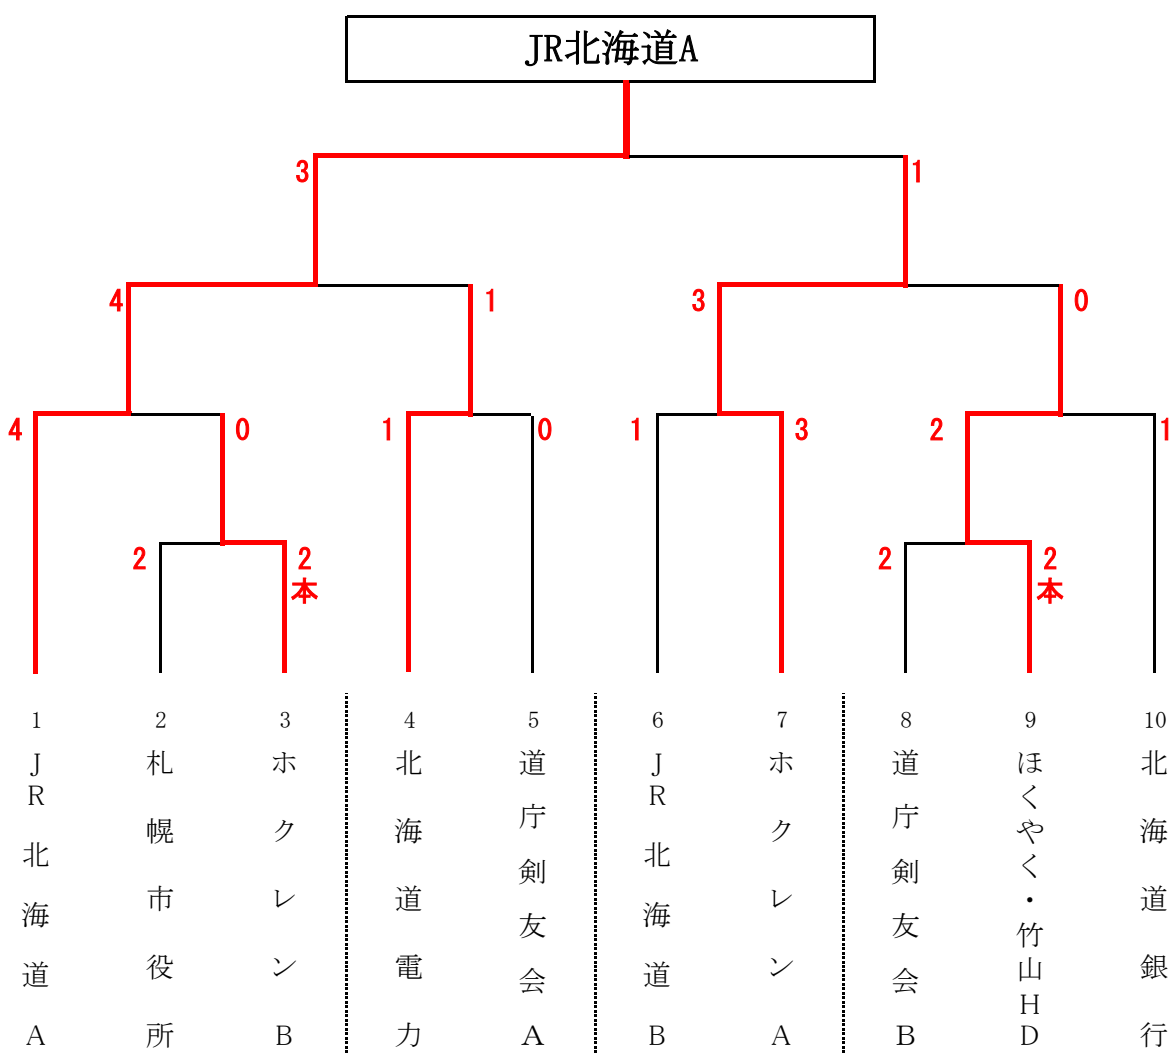 JR北海道A
3
1
4
1
3
0
4
0
1
0
1
3
2
1
2
2
本
2
2
本
1
2
3
4
5
6
7
8
9
10
JR北海道A
札幌市役所
ホクレンB
北海道電力
道庁剣友会A
JR北海道B
ホクレンA
道庁剣友会B
ほくやく・竹山HD
北海道銀行